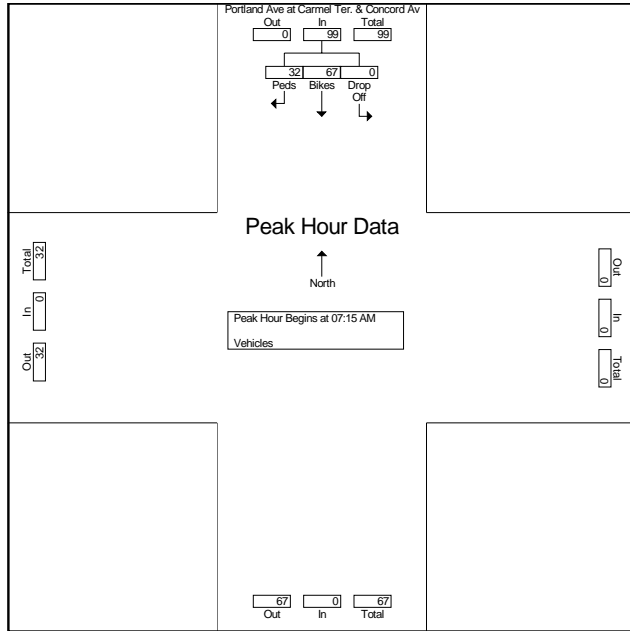 Portland Ave at Carmel Ter. & Concord Av
Out In Total
0 99 99
32 67 0
Peds Bikes Drop Off
Peak Hour Data
North
Peak Hour Begins at 07:15 AM
Vehicles
Total 32
In 0
Out 32
Out 0
In 0
Total 0
67 0 67
Out In Total